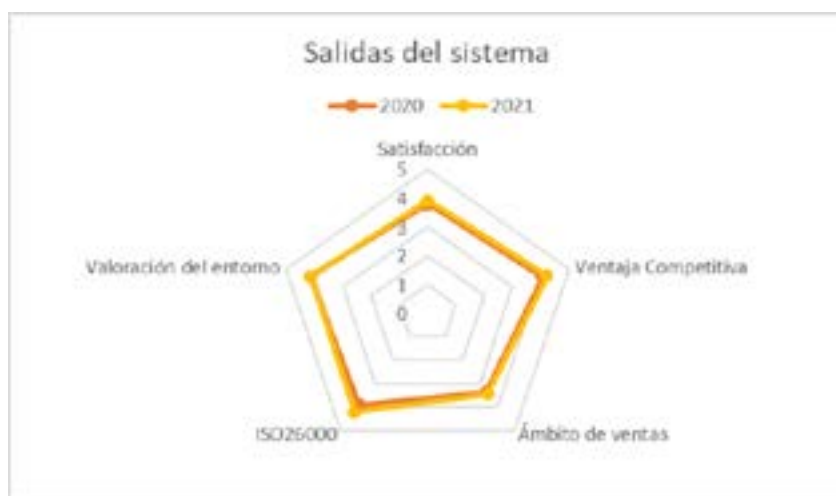 Salidas del sistema
2020 2021
Satisfacción
5
4
3
2
1
0
Valoración del entorno
Ventaja Competitiva
ISO26000
Ámbito de ventas